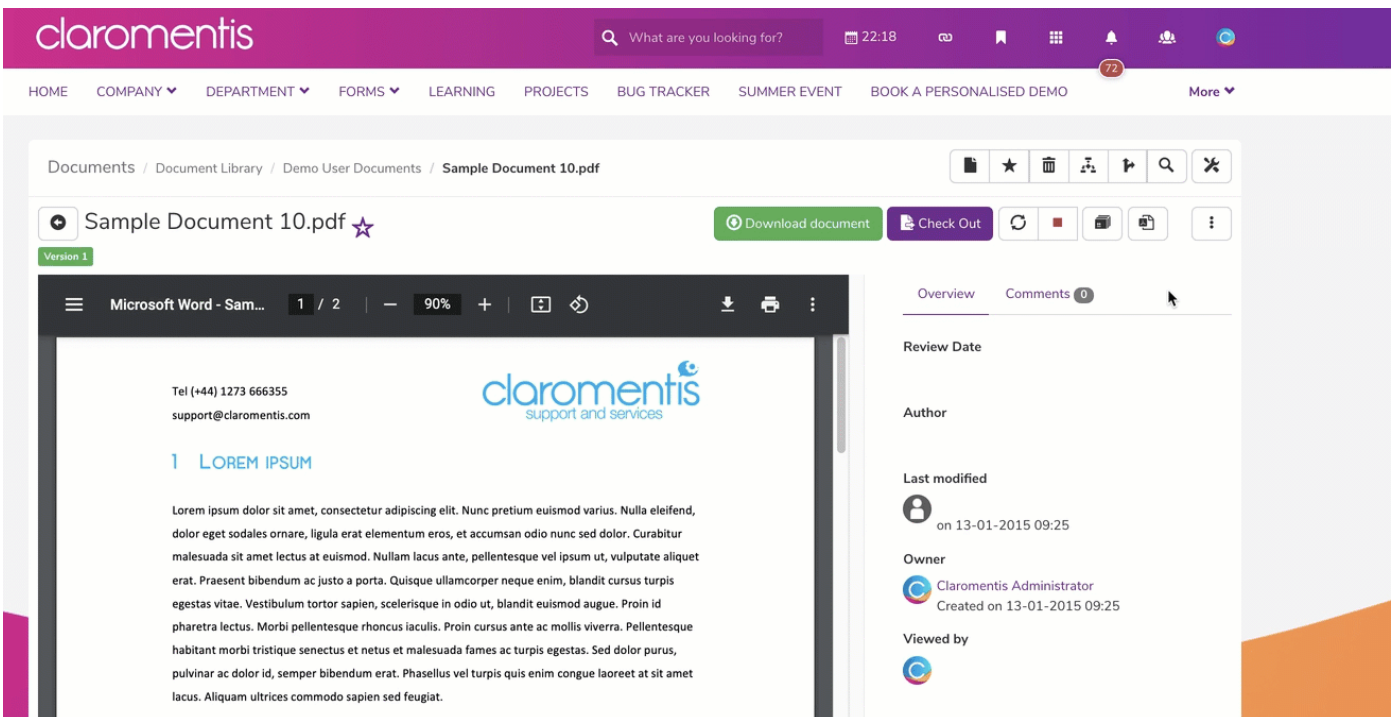 claromentis
What are you looking for?
22:18
72
HOME COMPANY DEPARTMENT FORMS LEARNING PROJECTS BUG TRACKER SUMMER EVENT BOOK A PERSONALISED DEMO More
Documents / Document Library / Demo User Documents / Sample Document 10.pdf
Sample Document 10.pdf
Download document
Check Out
Version 1
Microsoft Word - Sam... 1 / 2 90%
Tel (+44) 1273 666355
support@claromentis.com
claromentis
support and services
1 LOREM IPSUM
Lorem ipsum dolor sit amet, consectetur adipiscing elit. Nunc pretium euismod varius. Nulla eleifend,
dolor eget sodales ornare, ligula erat elementum eros, et accumsan odio nunc sed dolor. Curabitur
malesuada sit amet lectus at euismod. Nullam lacus ante, pellentesque vel ipsum ut, vulputate aliquet
erat. Praesent bibendum ac justo a porta. Quisque ullamcorper neque enim, blandit cursus turpis
egestas vitae. Vestibulum tortor sapien, scelerisque in odio ut, blandit euismod augue. Proin id
pharetra lectus. Morbi pellentesque rhoncus iaculis. Proin cursus ante ac mollis viverra. Pellentesque
habitant morbi tristique senectus et netus et malesuada fames ac turpis egestas. Sed dolor purus,
pulvinar ac dolor id, semper bibendum erat. Phasellus vel turpis quis enim congue laoreet at sit amet
lacus. Aliquam ultrices commodo sapien sed feugiat.
Overview Comments 0
Review Date
Author
Last modified
on 13-01-2015 09:25
Owner
Claromentis Administrator
Created on 13-01-2015 09:25
Viewed by